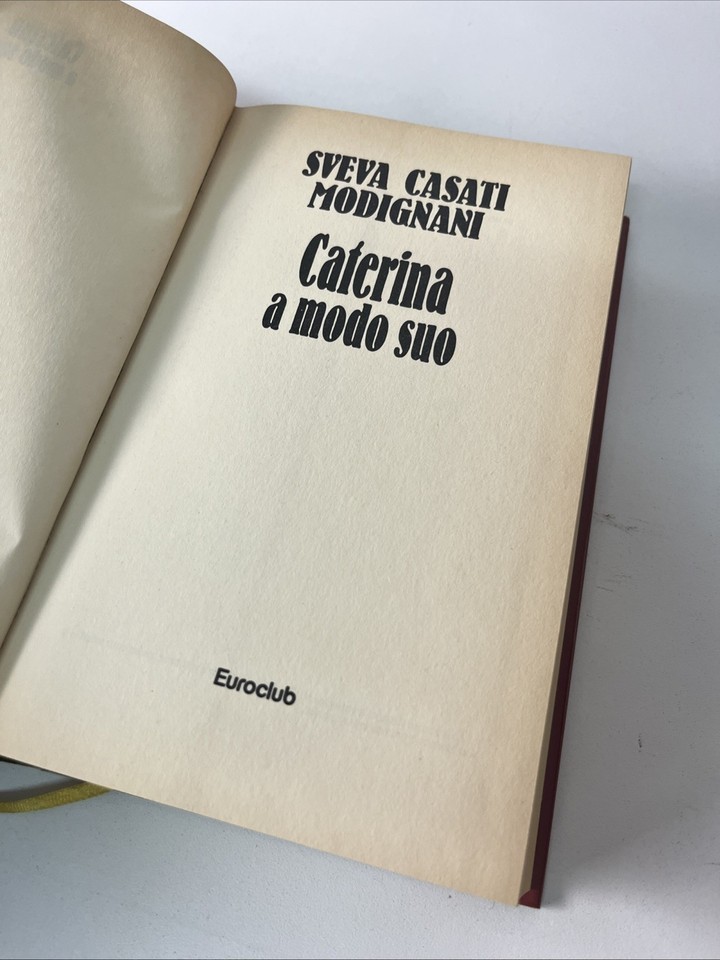 SVEVA CASATI
MODIGNANI
Caterina
a modo suo
Euroclub